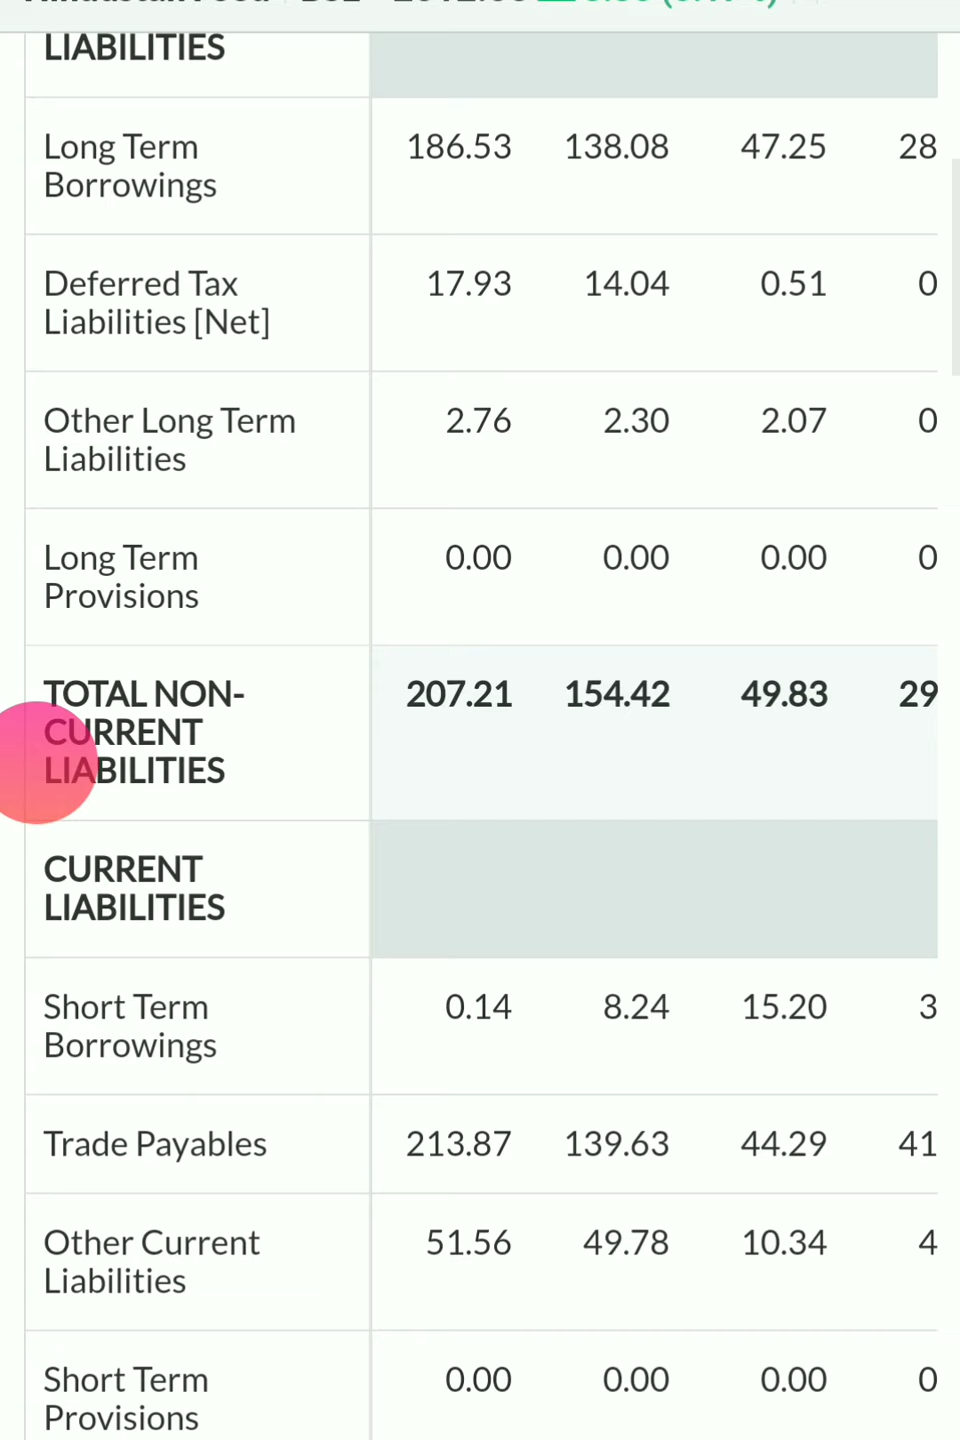 LIABILITIES
Long Term 186.53 138.08 47.25 28
Borrowings
Deferred Tax 17.93 14.04 0.51 0
Liabilities [Net]
Other Long Term 2.76 2.30 2.07 0
Liabilities
Long Term 0.00 0.00 0.00 0
Provisions
TOTAL NON- 207.21 154.42 49.83 29
CURRENT
LIABILITIES
CURRENT
LIABILITIES
Short Term 0.14 8.24 15.20 3
Borrowings
Trade Payables 213.87 139.63 44.29 41
Other Current 51.56 49.78 10.34 4
Liabilities
Short Term 0.00 0.00 0.00 0
Provisions